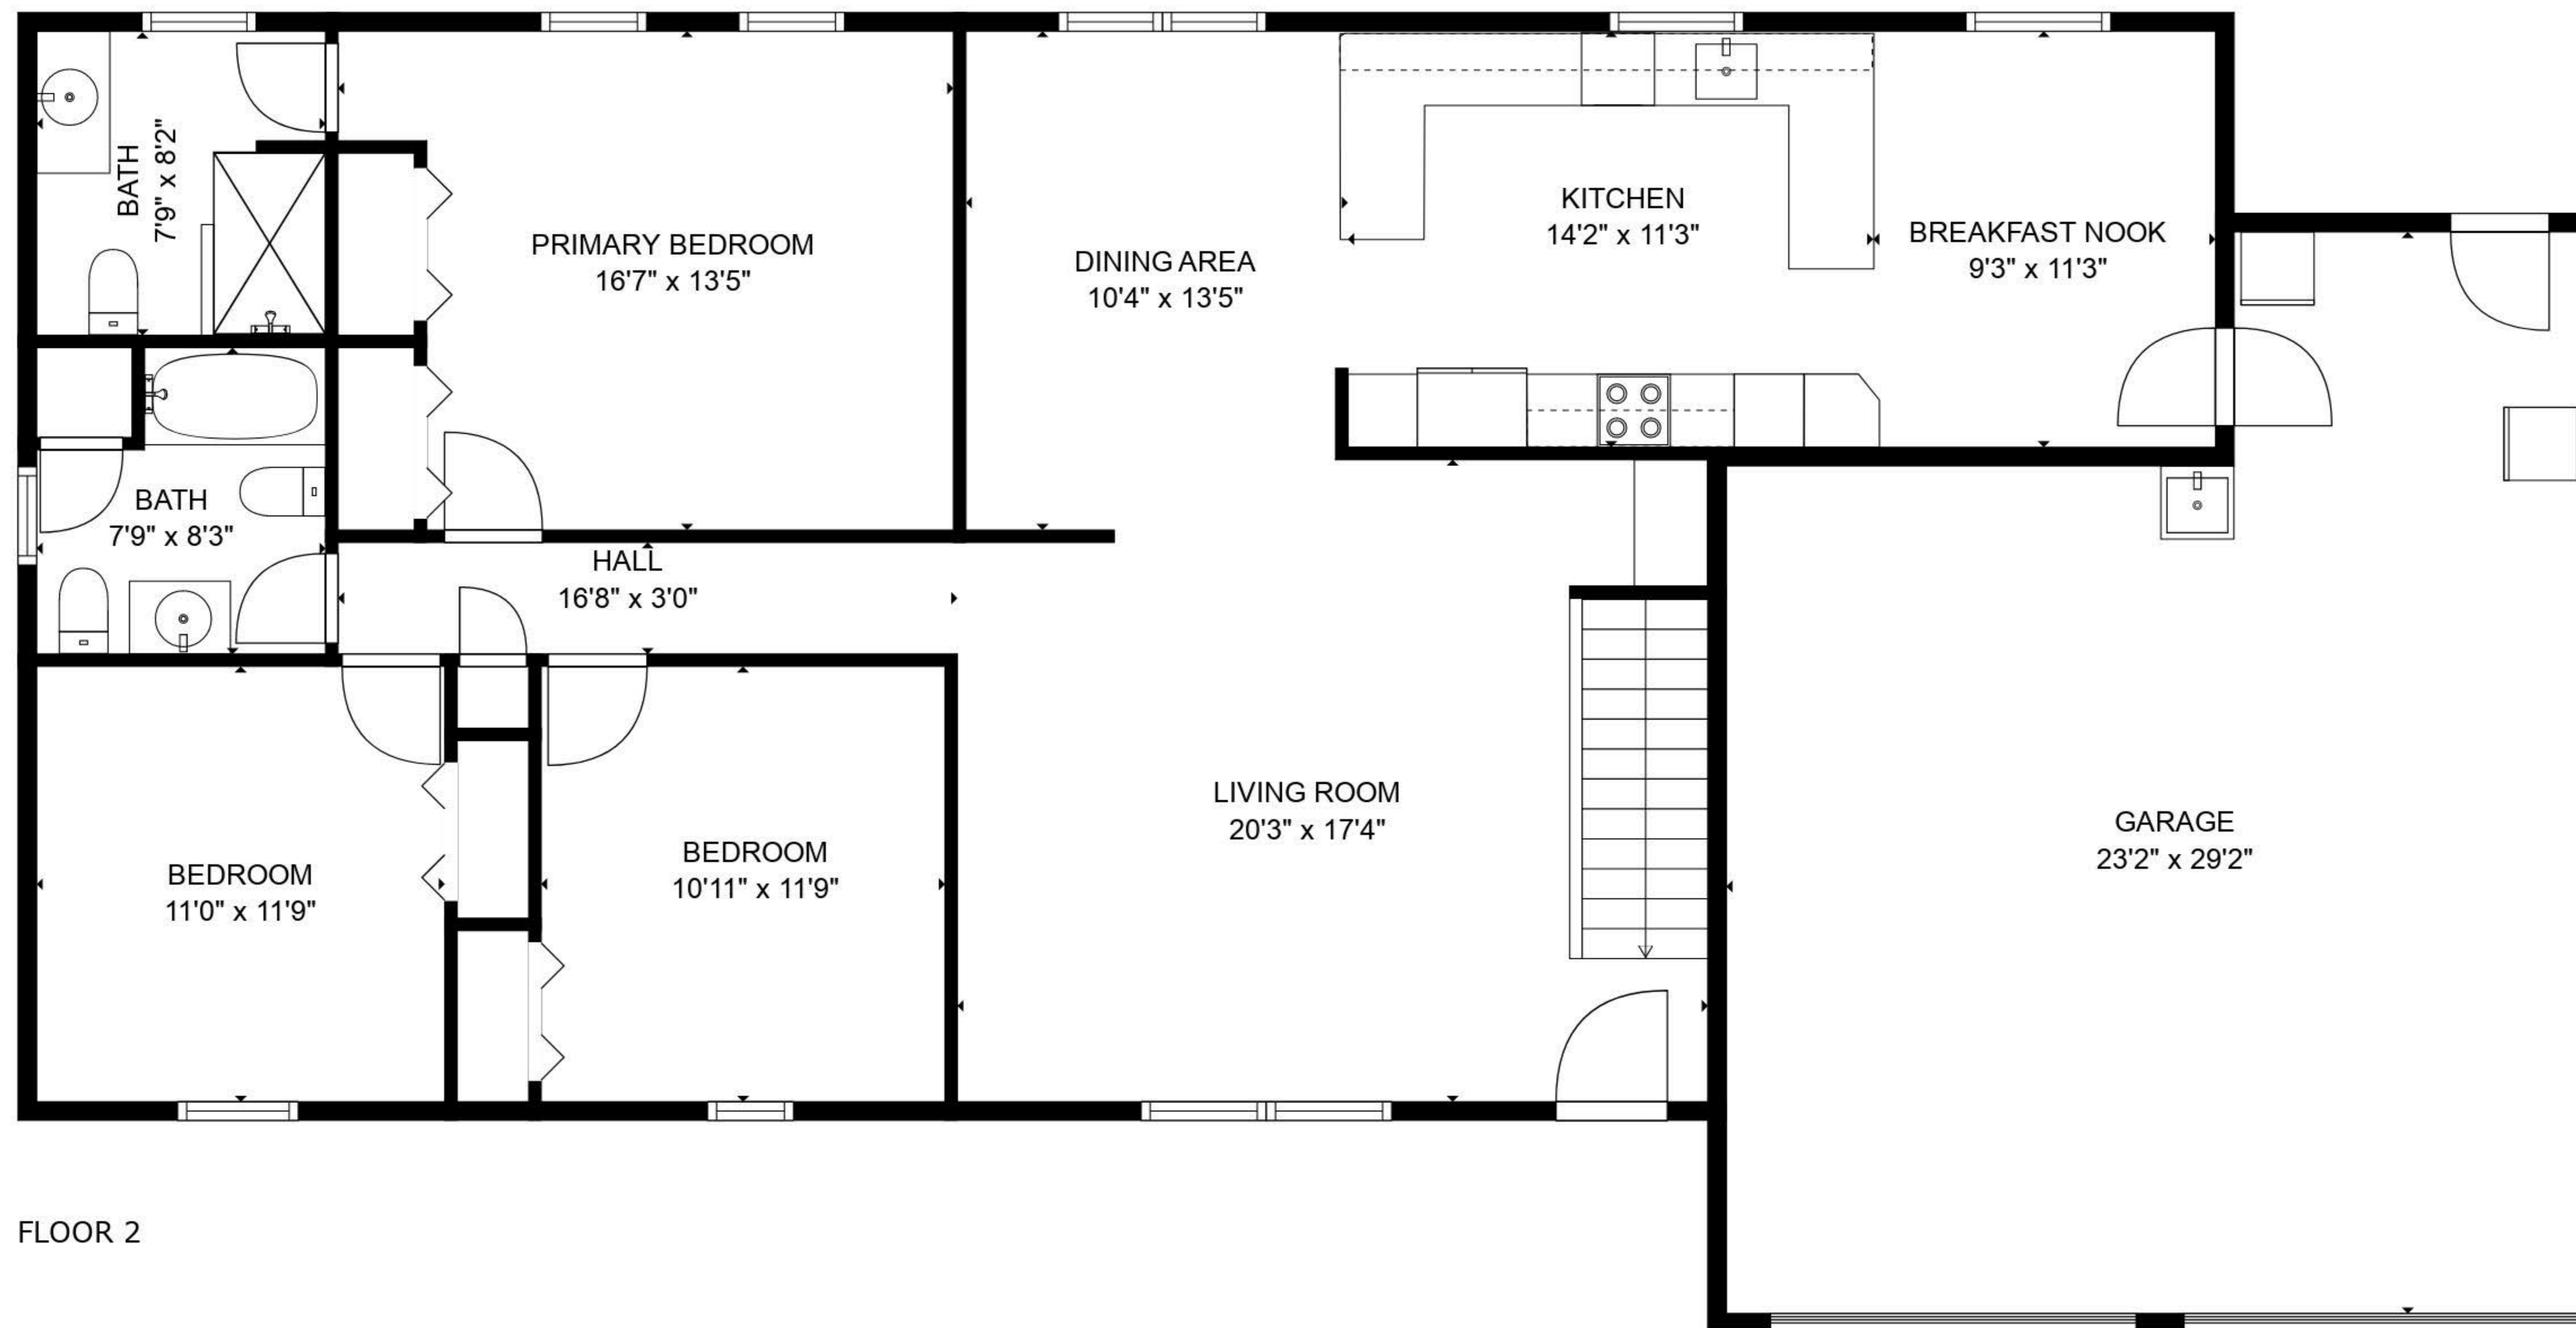 BATH
7'9" x 8'2"
PRIMARY BEDROOM
16'7" x 13'5"
DINING AREA
10'4" x 13'5"
KITCHEN
14'2" x 11'3"
BREAKFAST NOOK
9'3" x 11'3"
BATH
7'9" x 8'3"
HALL
16'8" x 3'0"
LIVING ROOM
20'3" x 17'4"
GARAGE
23'2" x 29'2"
BEDROOM
11'0" x 11'9"
BEDROOM
10'11" x 11'9"
FLOOR 2